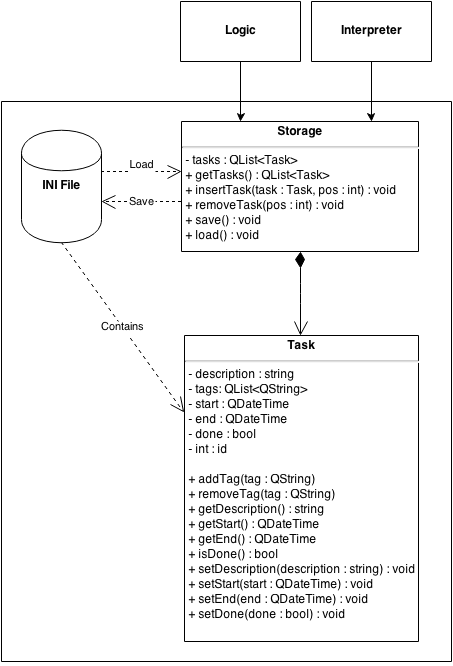 Logic
Interpreter
Storage
- tasks : QList<Task>
+ getTasks() : QList<Task>
+ insertTask(task : Task, pos : int) : void
+ removeTask(pos : int) : void
+ save() : void
+ load() : void
INI File
Load
Save
Contains
Task
- description : string
- tags: QList<QString>
- start : QDateTime
- end : QDateTime
- done : bool
- int : id
+ addTag(tag : QString)
+ removeTag(tag : QString)
+ getDescription() : string
+ getStart() : QDateTime
+ getEnd() : QDateTime
+ isDone() : bool
+ setDescription(description : string) : void
+ setStart(start : QDateTime) : void
+ setEnd(end : QDateTime) : void
+ setDone(done : bool) : void